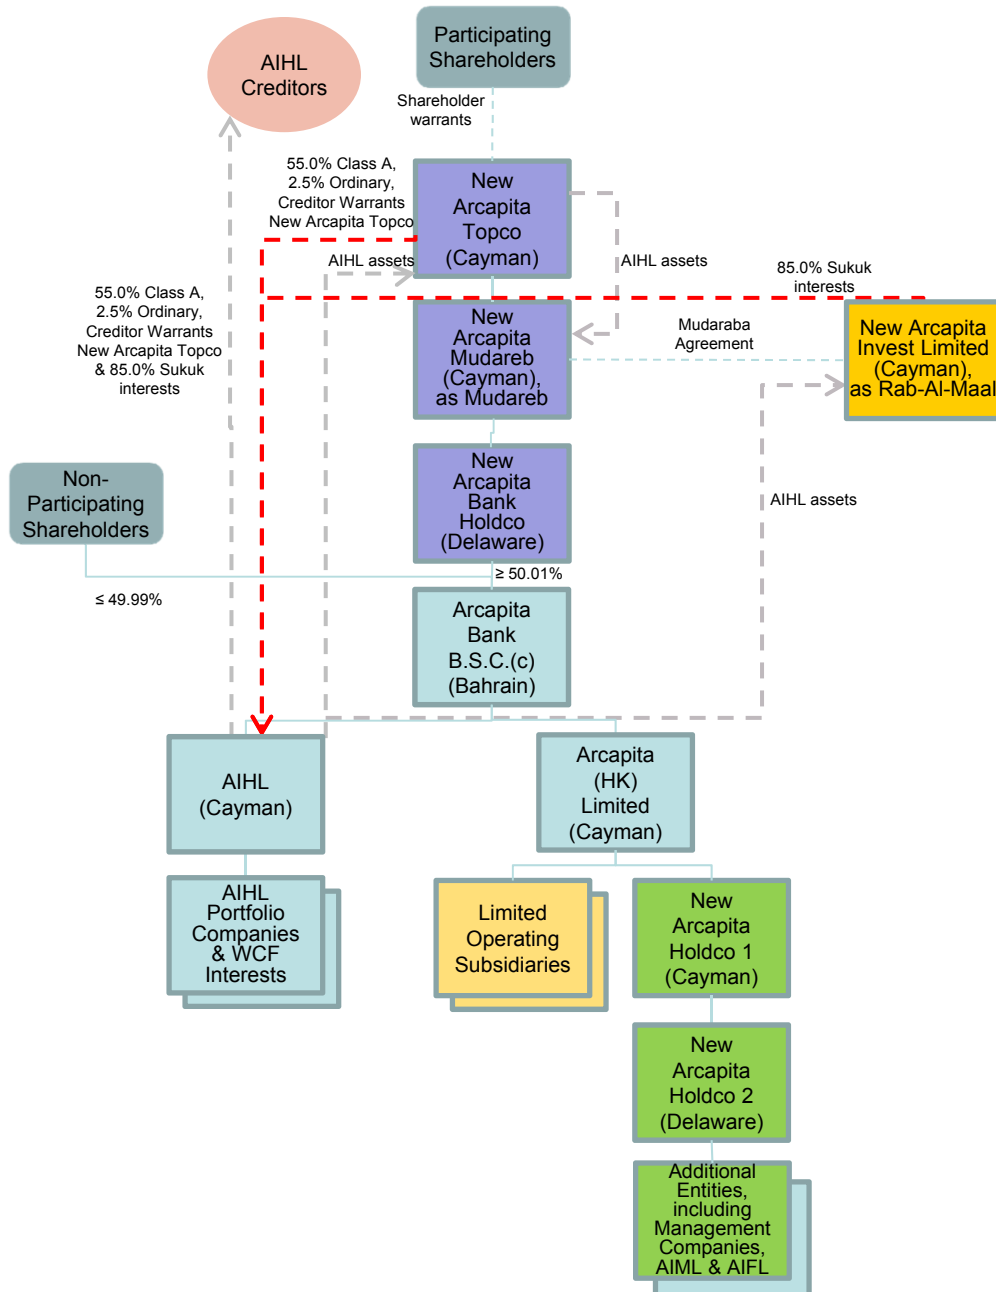 Participating
Shareholders
AIHL
Creditors
Shareholder
warrants
55.0% Class A,
2.5% Ordinary,
Creditor Warrants
New Arcapita Topco
New
Arcapita
Topco
(Cayman)
AIHL assets
AIHL assets
85.0% Sukuk
interests
55.0% Class A,
2.5% Ordinary,
Creditor Warrants
New Arcapita Topco
& 85.0% Sukuk
interests
New
Arcapita
Mudareb
(Cayman),
as Mudareb
Mudaraba
Agreement
New Arcapita
Invest Limited
(Cayman),
as Rab-Al-Maal
Non-
Participating
Shareholders
New
Arcapita
Bank
Holdco
(Delaware)
AIHL assets
≥ 50.01%
≤ 49.99%
Arcapita
Bank
B.S.C.(c)
(Bahrain)
AIHL
(Cayman)
Arcapita
(HK)
Limited
(Cayman)
AIHL
Portfolio
Companies
& WCF
Interests
Limited
Operating
Subsidiaries
New
Arcapita
Holdco 1
(Cayman)
New
Arcapita
Holdco 2
(Delaware)
Additional
Entities,
including
Management
Companies,
AIML & AIFL